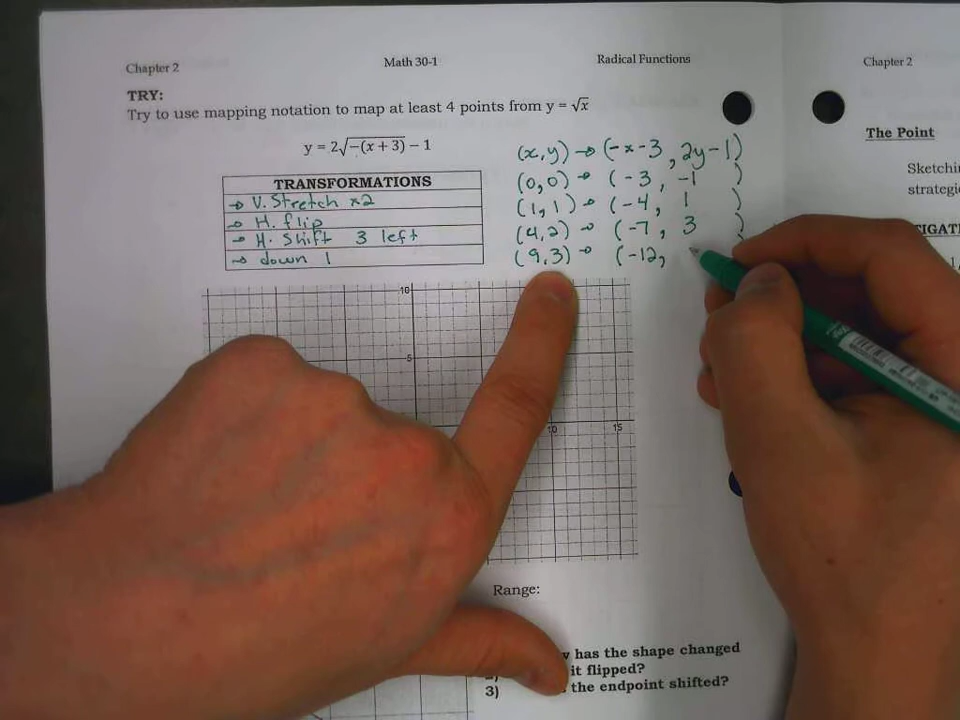 Chapter 2
Math 30-1
Radical Functions
TRY:
Try to use mapping notation to map at least 4 points from y = √x
y = 2√-(x + 3) - 1
TRANSFORMATIONS
→ V. Stretch ×2
→ H. flip
→ H. Shift 3 left
→ down 1
(x,y) → (-x-3, 2y-1)
(0,0) → (-3, -1)
(1,1) → (-4, 1)
(4,2) → (-7, 3)
(9,3) → (-12,
10
5
10
15
Range:
has the shape changed
it flipped?
3) the endpoint shifted?
Chapter 2
The Point